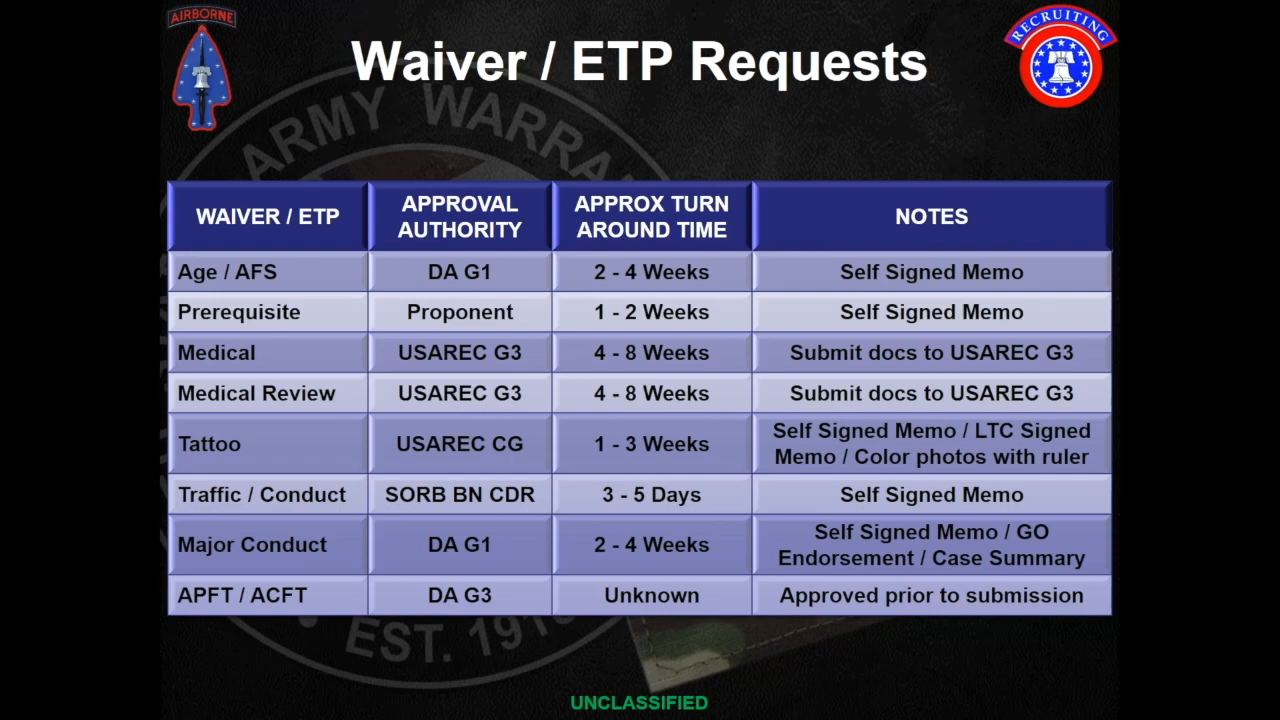 AIRBORNE
RECRUITING
Waiver / ETP Requests
ARMY WARRA
WAIVER / ETP
APPROVAL
AUTHORITY
APPROX TURN
AROUND TIME
NOTES
Age / AFS
DA G1
2 - 4 Weeks
Self Signed Memo
Prerequisite
Proponent
1 - 2 Weeks
Self Signed Memo
Medical
USAREC G3
4 - 8 Weeks
Submit docs to USAREC G3
Medical Review
USAREC G3
4 - 8 Weeks
Submit docs to USAREC G3
Tattoo
USAREC CG
1 - 3 Weeks
Self Signed Memo / LTC Signed
Memo / Color photos with ruler
Traffic / Conduct
SORB BN CDR
3 - 5 Days
Self Signed Memo
Major Conduct
DA G1
2 - 4 Weeks
Self Signed Memo / GO
Endorsement / Case Summary
APFT / ACFT
DA G3
Unknown
Approved prior to submission
EST. 1918
UNCLASSIFIED